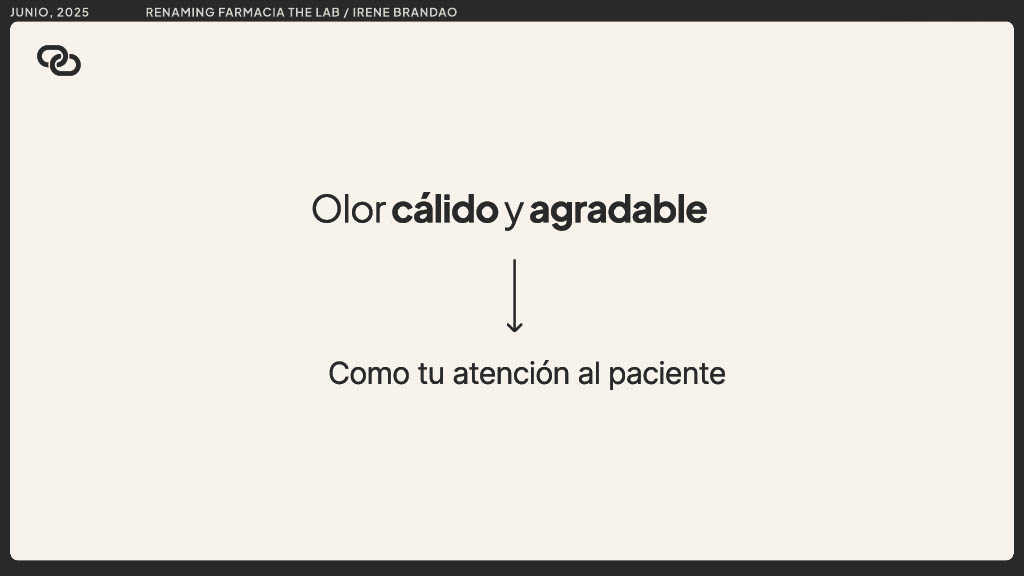 JUNIO, 2025 RENAMING FARMACIA THE LAB / IRENE BRANDAO
Olor cálido y agradable
Como tu atención al paciente